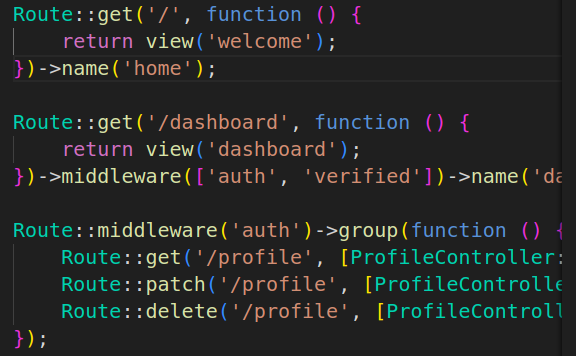 Route::get('/', function () {
    return view('welcome');
})->name('home');

Route::get('/dashboard', function () {
    return view('dashboard');
})->middleware(['auth', 'verified'])->name('da

Route::middleware('auth')->group(function () {
    Route::get('/profile', [ProfileController:
    Route::patch('/profile', [ProfileControlle
    Route::delete('/profile', [ProfileControll
});